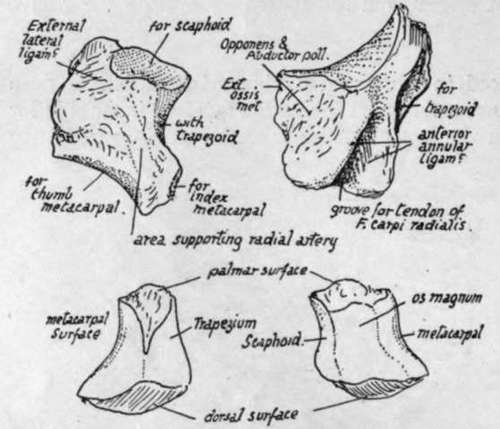 External
lateral
ligamt.
for scaphoid
with
trapezoid
for
thumb
metacarpal.
for
index
metacarpal
area supporting radial artery
Opponens &
Abductor poll.
Ext.
ossis
met
for
trapezoid
anterior
annular
ligamt.
groove for tendon of
F. carpi radialis.
palmar surface
metacarpal
surface
Trapezium
Scaphoid.
os magnum
metacarpal
dorsal surface